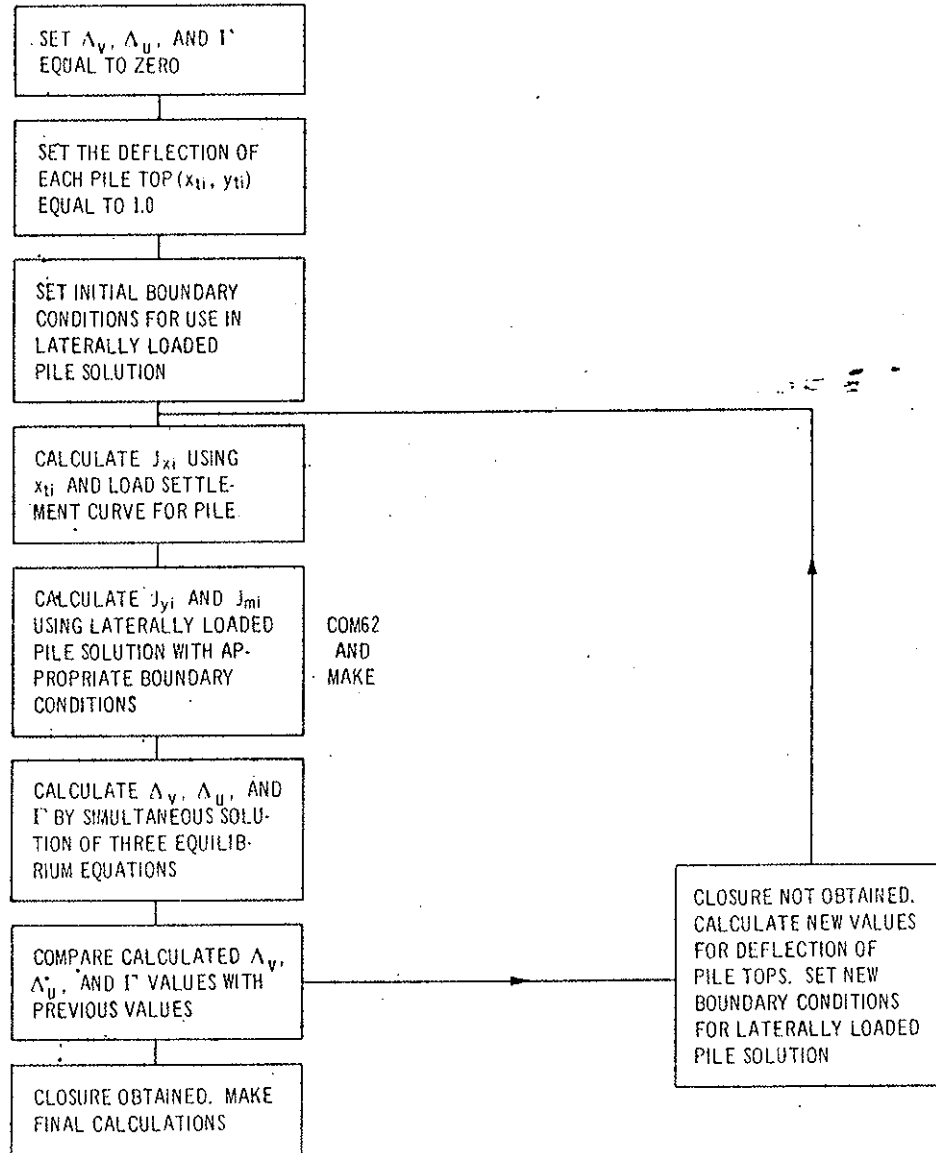 SET Λv, Λu, AND Γ
EQUAL TO ZERO
SET THE DEFLECTION OF
EACH PILE TOP (xti, yti)
EQUAL TO 1.0
SET INITIAL BOUNDARY
CONDITIONS FOR USE IN
LATERALLY LOADED
PILE SOLUTION
CALCULATE Jxi USING
xti AND LOAD SETTLE-
MENT CURVE FOR PILE
CALCULATE Jyi AND Jmi
USING LATERALLY LOADED
PILE SOLUTION WITH AP-
PROPRIATE BOUNDARY
CONDITIONS
COM62
AND
MAKE
CALCULATE Λv, Λu, AND
Γ BY SIMULTANEOUS SOLU-
TION OF THREE EQUILIB-
RIUM EQUATIONS
COMPARE CALCULATED Λv,
Λu, AND Γ VALUES WITH
PREVIOUS VALUES
CLOSURE NOT OBTAINED.
CALCULATE NEW VALUES
FOR DEFLECTION OF
PILE TOPS. SET NEW
BOUNDARY CONDITIONS
FOR LATERALLY LOADED
PILE SOLUTION
CLOSURE OBTAINED. MAKE
FINAL CALCULATIONS